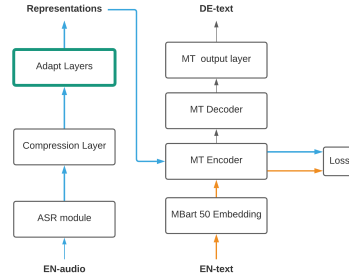 Representations
DE-text
Adapt Layers
MT output layer
MT Decoder
Compression Layer
MT Encoder
Loss
ASR module
MBart 50 Embedding
EN-audio
EN-text